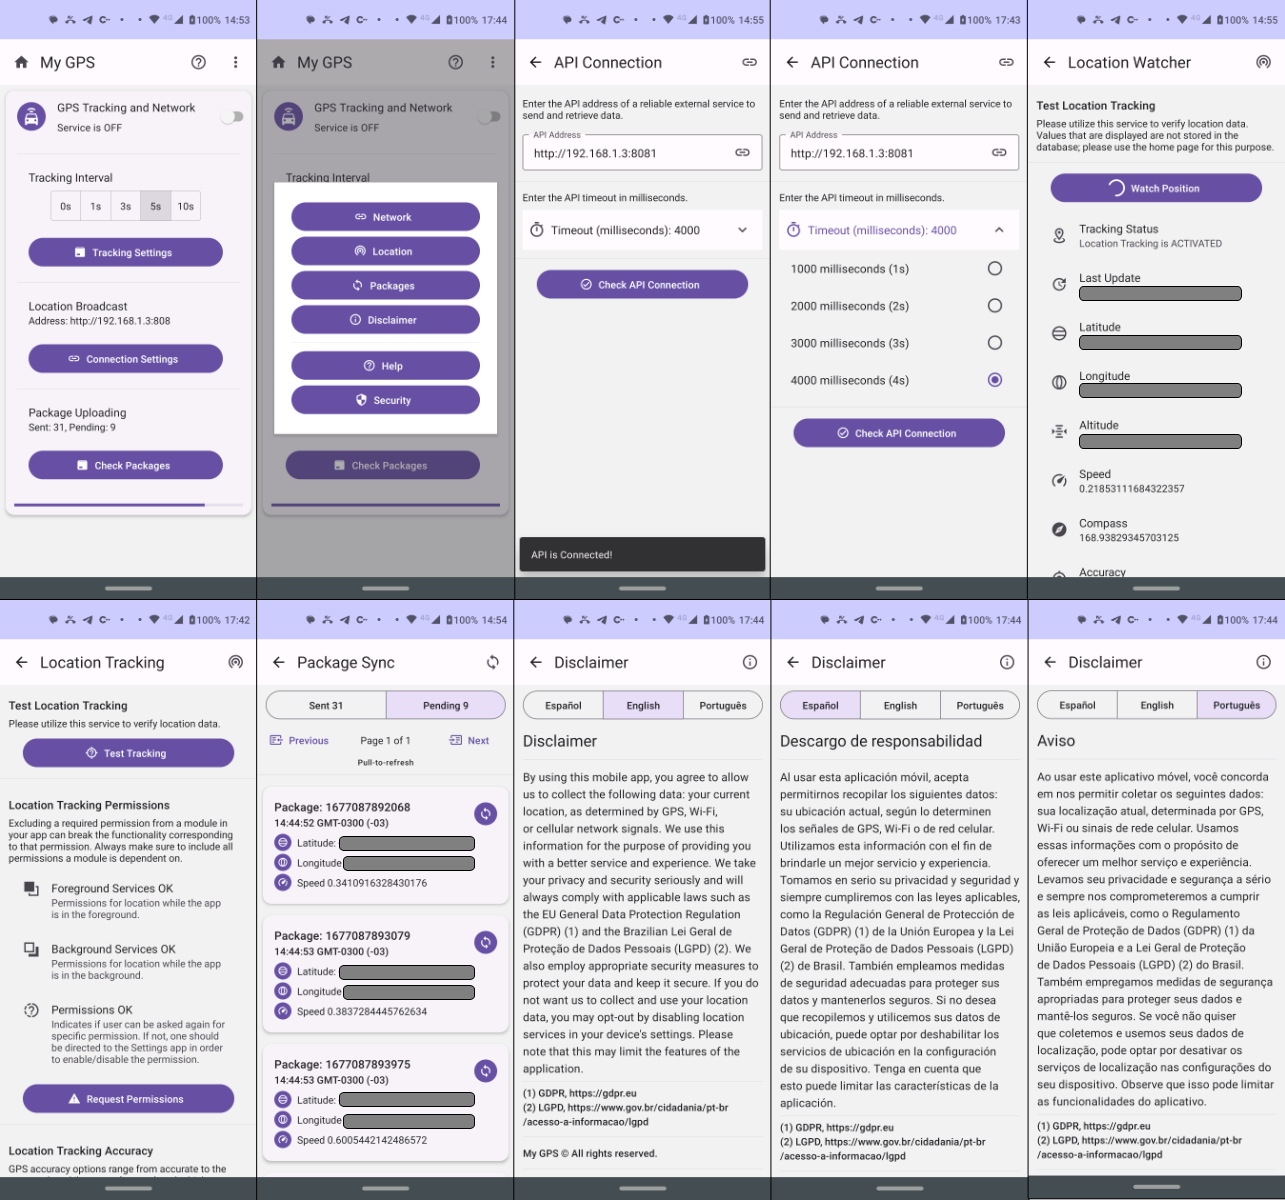 4G 100% 14:53
My GPS
GPS Tracking and Network
Service is OFF
Tracking Interval
0s 1s 3s 5s 10s
Tracking Settings
Location Broadcast
Address: http://192.168.1.3:808
Connection Settings
Package Uploading
Sent: 31, Pending: 9
Check Packages
4G 100% 17:44
My GPS
GPS Tracking and Network
Service is OFF
Tracking Interval
Network
Location
Packages
Disclaimer
Help
Security
Check Packages
4G 100% 14:55
API Connection
Enter the API address of a reliable external service to
send and retrieve data.
API Address
http://192.168.1.3:8081
Enter the API timeout in milliseconds.
Timeout (milliseconds): 4000
Check API Connection
API is Connected!
4G 100% 17:43
API Connection
Enter the API address of a reliable external service to
send and retrieve data.
API Address
http://192.168.1.3:8081
Enter the API timeout in milliseconds.
Timeout (milliseconds): 4000
1000 milliseconds (1s)
2000 milliseconds (2s)
3000 milliseconds (3s)
4000 milliseconds (4s)
Check API Connection
4G 100% 14:55
Location Watcher
Test Location Tracking
Please utilize this service to verify location data.
Values that are displayed are not stored in the
database; please use the home page for this purpose.
Watch Position
Tracking Status
Location Tracking is ACTIVATED
Last Update
Latitude
Longitude
Altitude
Speed
0.21853111684322357
Compass
168.93829345703125
Accuracy
4G 100% 17:42
Location Tracking
Test Location Tracking
Please utilize this service to verify location data.
Test Tracking
Location Tracking Permissions
Excluding a required permission from a module in
your app can break the functionality corresponding
to that permission. Always make sure to include all
permissions a module is dependent on.
Foreground Services OK
Permissions for location while the app
is in the foreground.
Background Services OK
Permissions for location while the app
is in the background.
Permissions OK
Indicates if user can be asked again for
specific permission. If not, one should
be directed to the Settings app in order
to enable/disable the permission.
Request Permissions
Location Tracking Accuracy
GPS accuracy options range from accurate to the
4G 100% 14:54
Package Sync
Sent 31 Pending 9
Previous Page 1 of 1 Next
Pull-to-refresh
Package: 1677087892068
14:44:52 GMT-0300 (-03)
Latitude:
Longitude
Speed 0.3410916328430176
Package: 1677087893079
14:44:53 GMT-0300 (-03)
Latitude:
Longitude
Speed 0.3837284445762634
Package: 1677087893975
14:44:53 GMT-0300 (-03)
Latitude:
Longitude
Speed 0.6005442142486572
4G 100% 17:44
Disclaimer
Español English Português
Disclaimer
By using this mobile app, you agree to allow
us to collect the following data: your current
location, as determined by GPS, Wi-Fi,
or cellular network signals. We use this
information for the purpose of providing you
with a better service and experience. We take
your privacy and security seriously and will
always comply with applicable laws such as
the EU General Data Protection Regulation
(GDPR) (1) and the Brazilian Lei Geral de
Proteção de Dados Pessoais (LGPD) (2). We
also employ appropriate security measures to
protect your data and keep it secure. If you do
not want us to collect and use your location
data, you may opt-out by disabling location
services in your device's settings. Please
note that this may limit the features of the
application.
(1) GDPR, https://gdpr.eu
(2) LGPD, https://www.gov.br/cidadania/pt-br
/acesso-a-informacao/lgpd
My GPS © All rights reserved.
4G 100% 17:44
Disclaimer
Español English Português
Descargo de responsabilidad
Al usar esta aplicación móvil, acepta
permitirnos recopilar los siguientes datos:
su ubicación actual, según lo determinen
los señales de GPS, Wi-Fi o de red celular.
Utilizamos esta información con el fin de
brindarle un mejor servicio y experiencia.
Tomamos en serio su privacidad y seguridad y
siempre cumpliremos con las leyes aplicables,
como la Regulación General de Protección de
Datos (GDPR) (1) de la Unión Europea y la Lei
Geral de Proteção de Dados Pessoais (LGPD)
(2) de Brasil. También empleamos medidas
de seguridad adecuadas para proteger sus
datos y mantenerlos seguros. Si no desea
que recopilemos y utilicemos sus datos de
ubicación, puede optar por deshabilitar los
servicios de ubicación en la configuración
de su dispositivo. Tenga en cuenta que
esto puede limitar las características de la
aplicación.
(1) GDPR, https://gdpr.eu
(2) LGPD, https://www.gov.br/cidadania/pt-br
/acesso-a-informacao/lgpd
4G 100% 17:44
Disclaimer
Español English Português
Aviso
Ao usar este aplicativo móvel, você concorda
em nos permitir coletar os seguintes dados:
sua localização atual, determinada por GPS,
Wi-Fi ou sinais de rede celular. Usamos
essas informações com o propósito de
oferecer um melhor serviço e experiência.
Levamos seu privacidade e segurança a sério
e sempre nos comprometeremos a cumprir
as leis aplicáveis, como o Regulamento
Geral de Proteção de Dados (GDPR) (1) da
União Europeia e a Lei Geral de Proteção
de Dados Pessoais (LGPD) (2) do Brasil.
Também empregamos medidas de segurança
apropriadas para proteger seus dados e
mantê-los seguros. Se você não quiser
que coletemos e usemos seus dados de
localização, pode optar por desativar os
serviços de localização nas configurações do
seu dispositivo. Observe que isso pode limitar
as funcionalidades do aplicativo.
(1) GDPR, https://gdpr.eu
(2) LGPD, https://www.gov.br/cidadania/pt-br
/acesso-a-informacao/lgpd